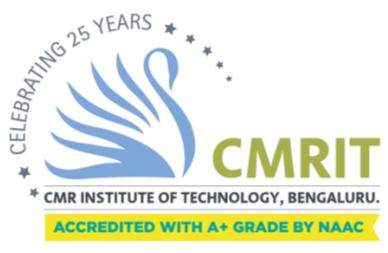 CELEBRATING 25 YEARS
CMRIT
CMR INSTITUTE OF TECHNOLOGY, BENGALURU.
ACCREDITED WITH A+ GRADE BY NAAC